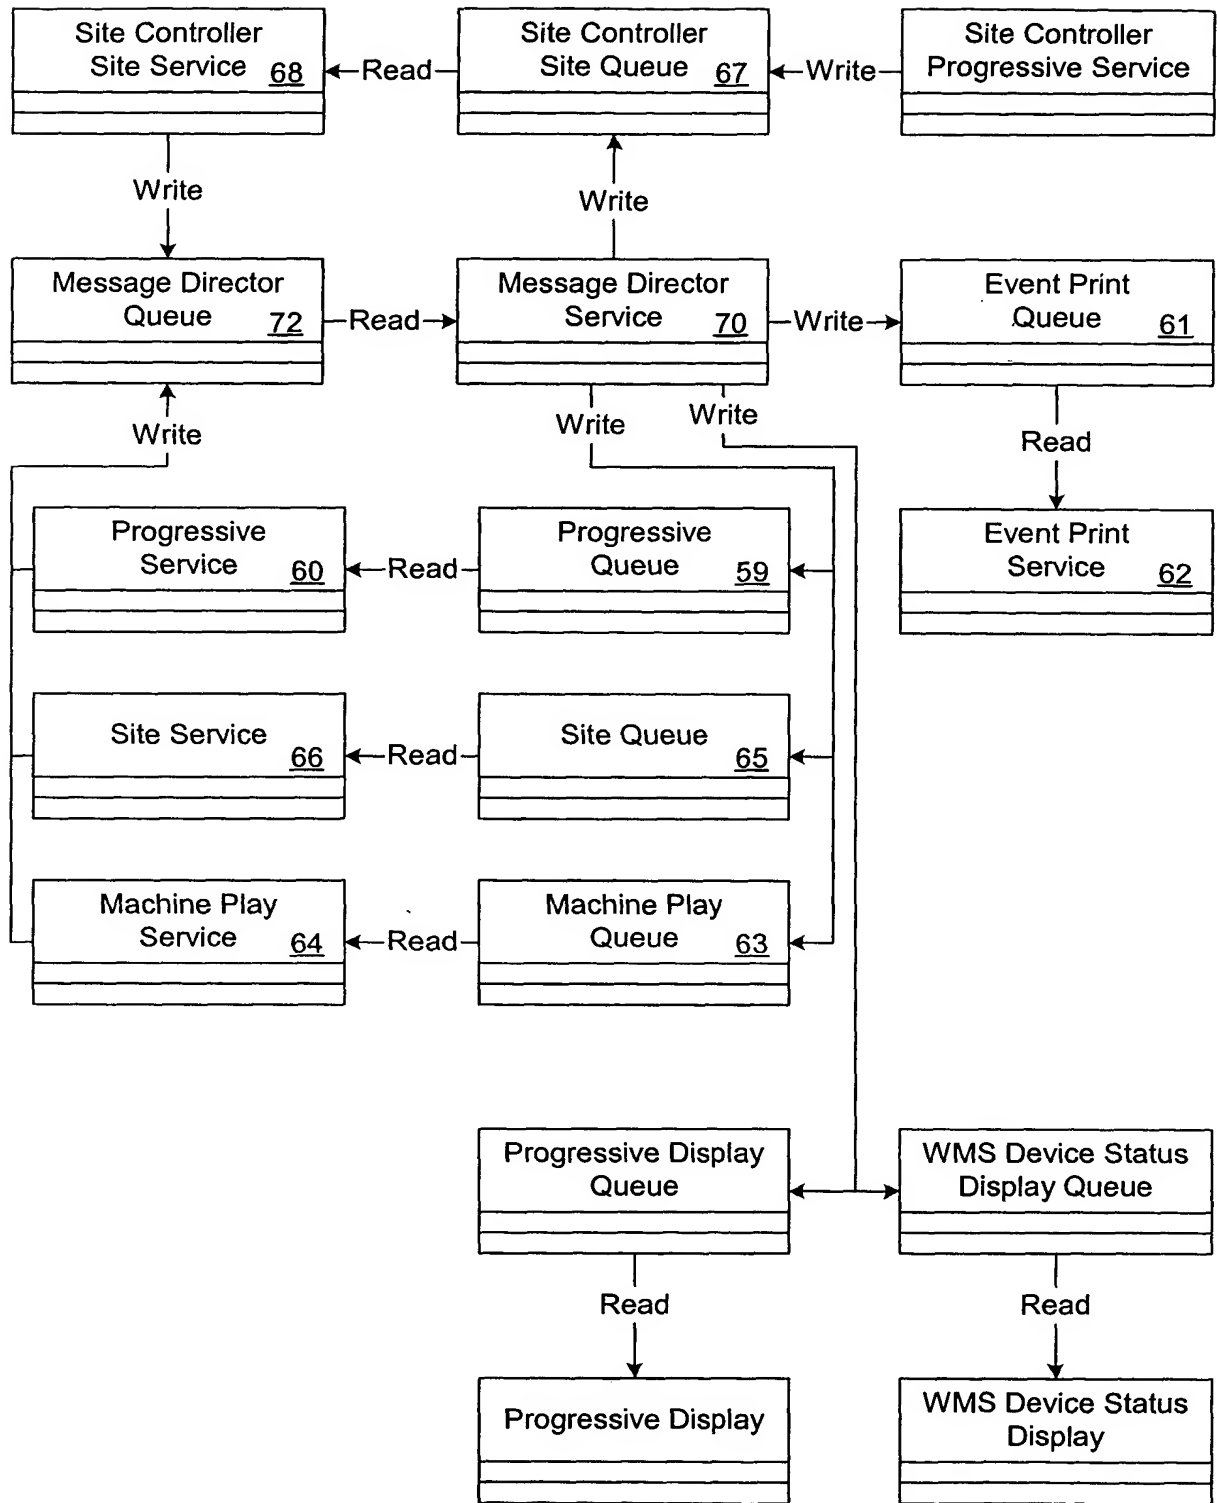 Site Controller
Site Service 68
Read
Site Controller
Site Queue 67
Write
Site Controller
Progressive Service
Write
Write
Message Director
Queue 72
Read
Message Director
Service 70
Write
Event Print
Queue 61
Write
Write
Write
Read
Progressive
Service 60
Read
Progressive
Queue 59
Event Print
Service 62
Site Service 66
Read
Site Queue 65
Machine Play
Service 64
Read
Machine Play
Queue 63
Progressive Display
Queue
WMS Device Status
Display Queue
Read
Read
Progressive Display
WMS Device Status
Display